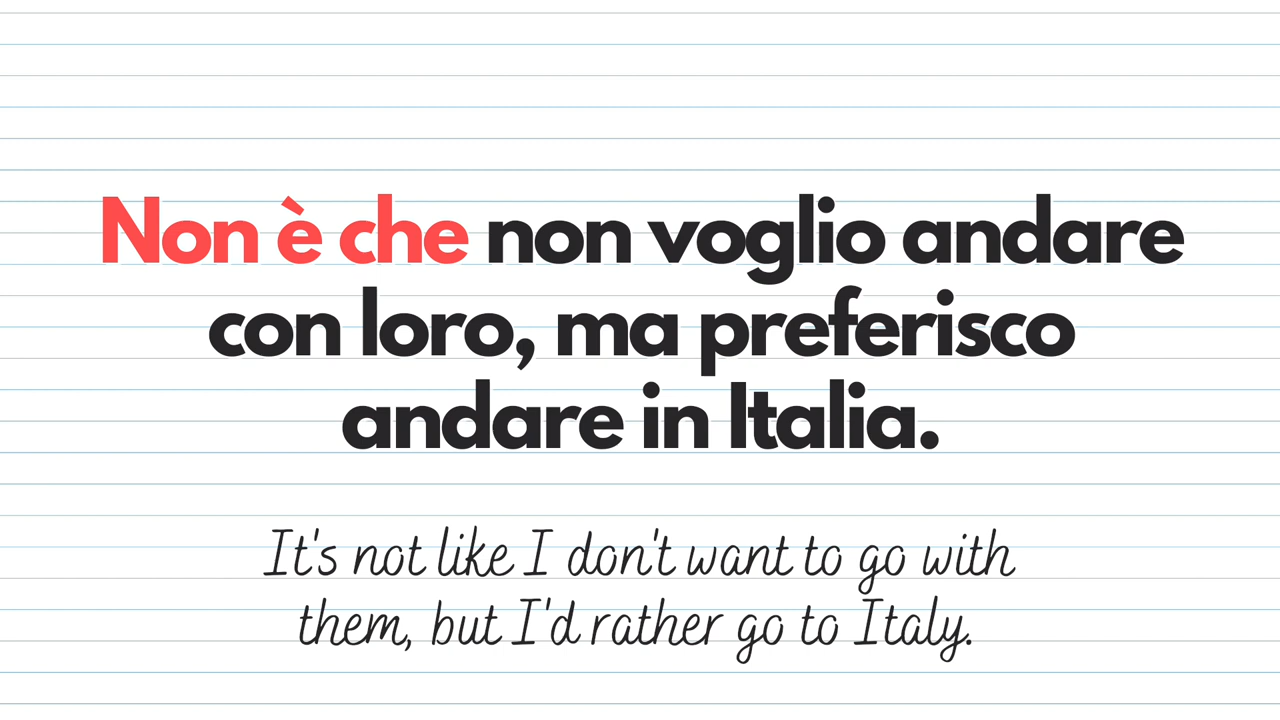 Non è che non voglio andare
con loro, ma preferisco
andare in Italia.
It's not like I don't want to go with
them, but I'd rather go to Italy.